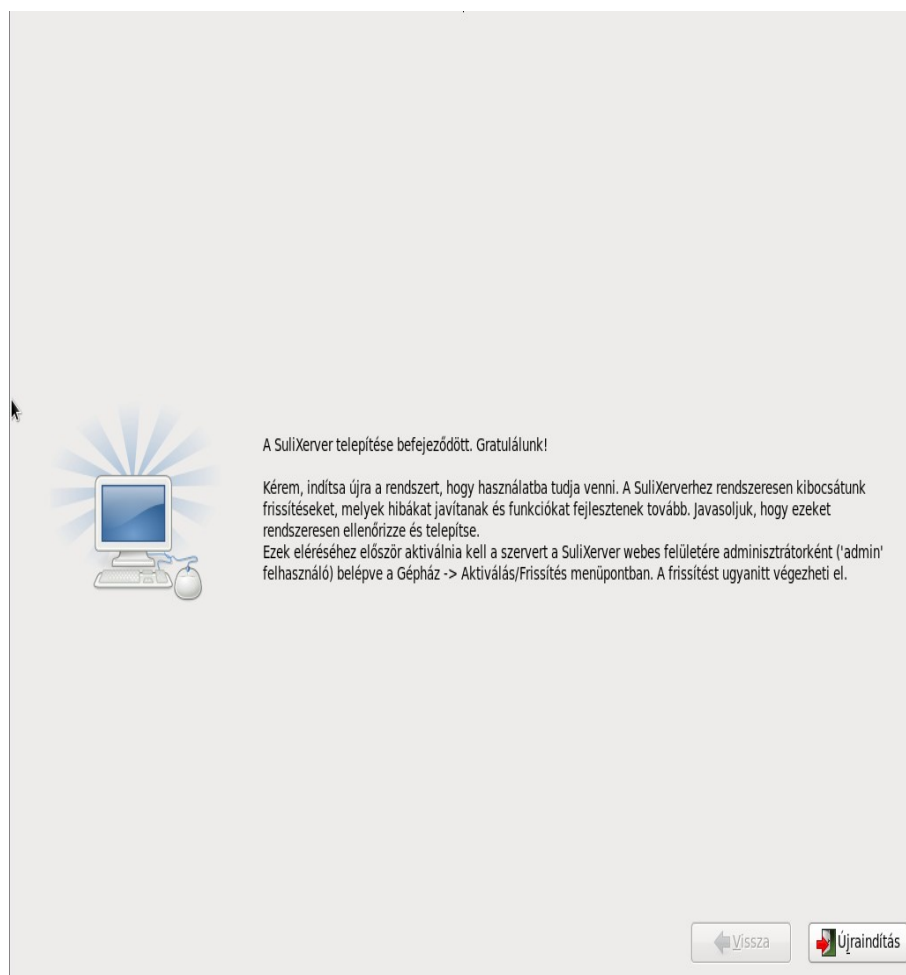 A SuliXerver telepítése befejeződött. Gratulálunk!
Kérem, indítsa újra a rendszert, hogy használatba tudja venni. A SuliXerverhez rendszeresen kibocsátunk
frissítéseket, melyek hibákat javítanak és funkciókat fejlesztenek tovább. Javasoljuk, hogy ezeket
rendszeresen ellenőrizze és telepítse.
Ezek eléréséhez először aktiválnia kell a szervert a SuliXerver webes felületére adminisztrátorként ('admin'
felhasználó) belépve a Gépház -> Aktiválás/Frissítés menüpontban. A frissítést ugyanitt végezheti el.
Vissza
Újraindítás